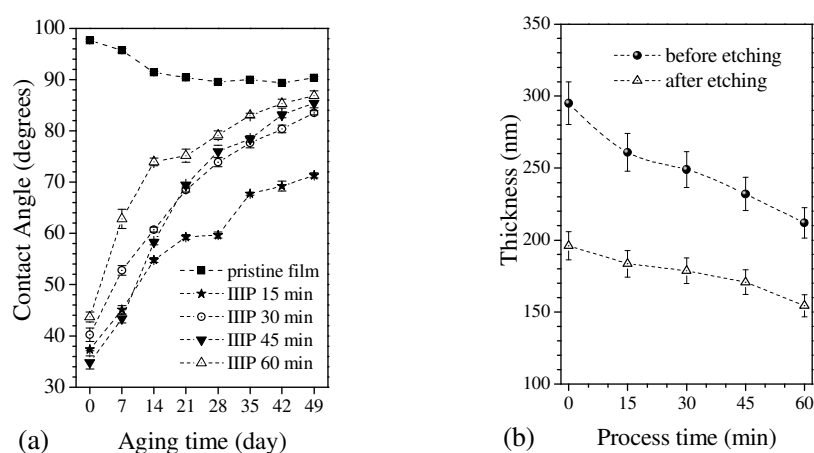 100
90
80
70
60
50
40
30
Contact Angle (degrees)
pristine film
IIIP 15 min
IIIP 30 min
IIIP 45 min
IIIP 60 min
0 7 14 21 28 35 42 49
(a) Aging time (day)
350
300
250
200
150
100
Thickness (nm)
before etching
after etching
0 15 30 45 60
(b) Process time (min)